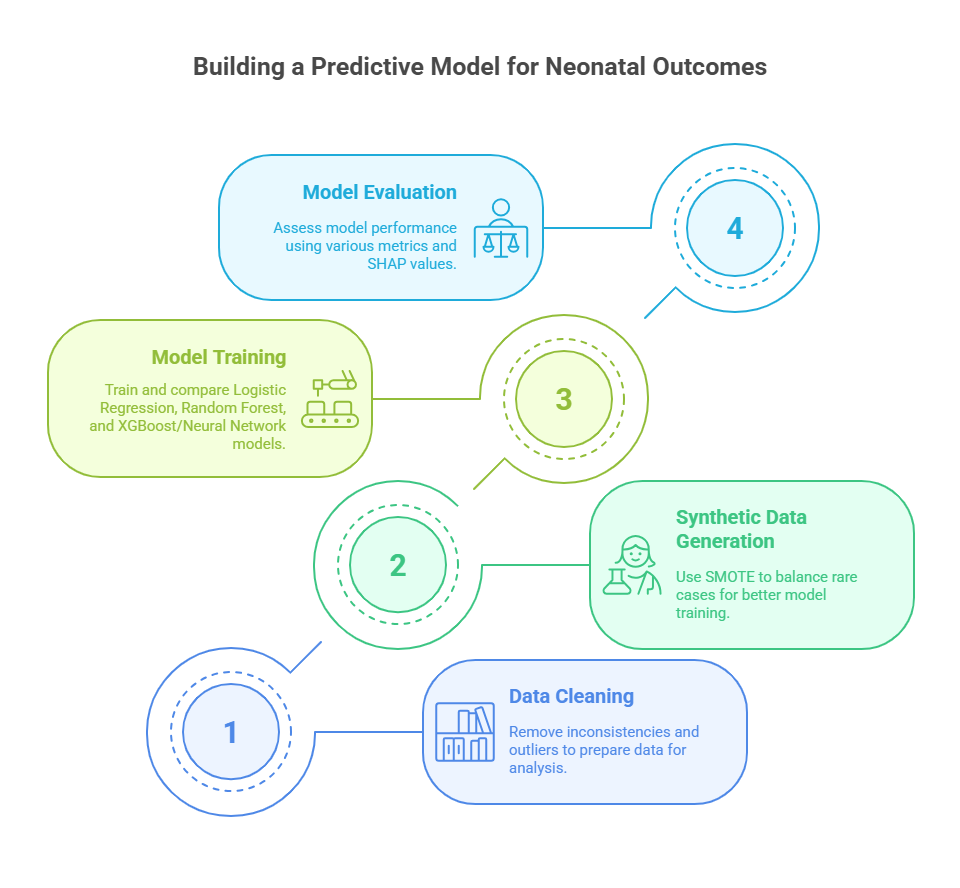 Building a Predictive Model for Neonatal Outcomes
Model Evaluation
Assess model performance
using various metrics and
SHAP values.
4
Model Training
Train and compare Logistic
Regression, Random Forest,
and XGBoost/Neural Network
models.
3
Synthetic Data
Generation
Use SMOTE to balance rare
cases for better model
training.
2
Data Cleaning
Remove inconsistencies and
outliers to prepare data for
analysis.
1